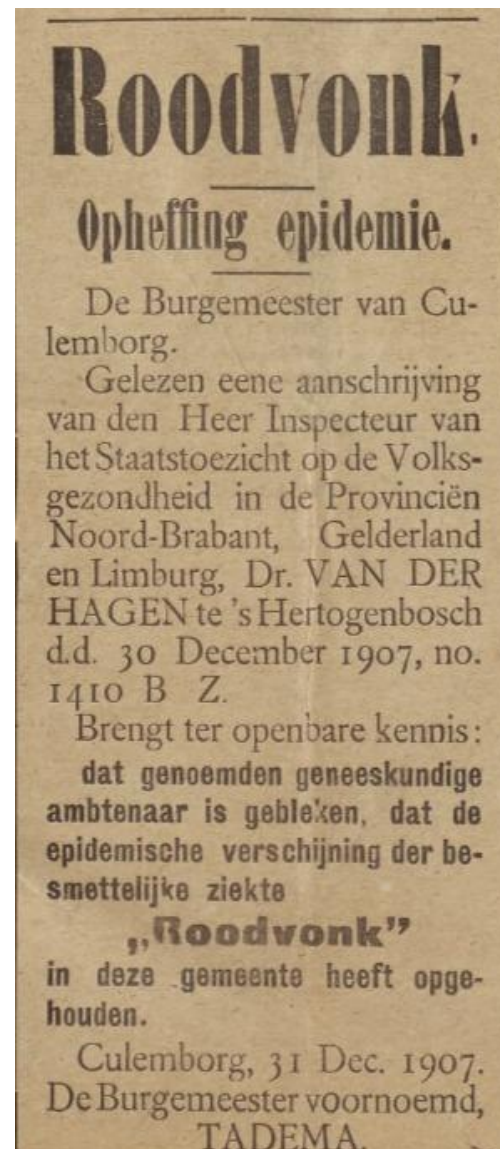 Roodvonk.
Opheffing epidemie.
De Burgemeester van Cu-
lemborg.
Gelezen eene aanschrijving
van den Heer Inspecteur van
het Staatstoezicht op de Volks-
gezondheid in de Provinciën
Noord-Brabant, Gelderland
en Limburg, Dr. VAN DER
HAGEN te 's Hertogenbosch
d.d. 30 December 1907, no.
1410 B Z.
Brengt ter openbare kennis:
dat genoemden geneeskundige
ambtenaar is gebleken, dat de
epidemische verschijning der be-
smettelijke ziekte
„Roodvonk”
in deze gemeente heeft opge-
houden.
Culemborg, 31 Dec. 1907.
De Burgemeester voornoemd,
TADEMA.